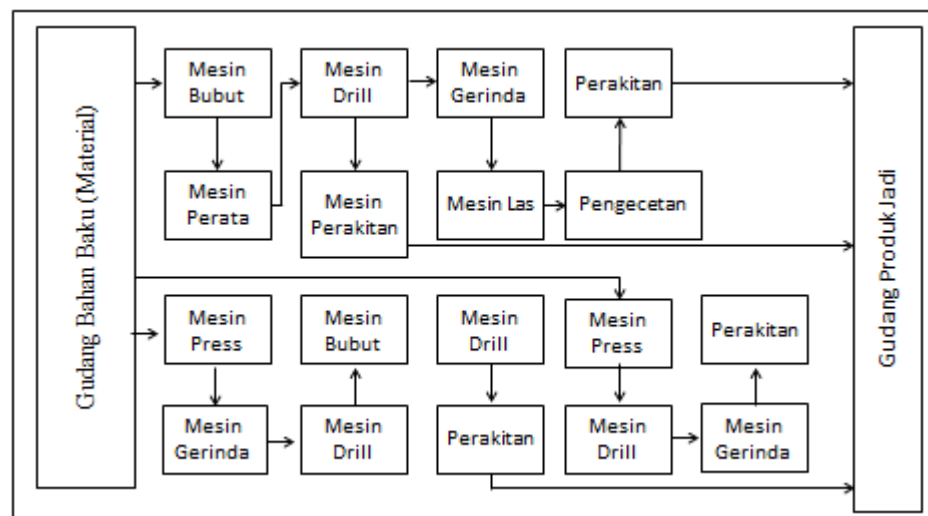 Gudang Bahan Baku (Material)
Mesin
Bubut
Mesin
Drill
Mesin
Gerinda
Perakitan
Mesin
Perata
Mesin
Perakitan
Mesin Las
Pengecetan
Mesin
Press
Mesin
Bubut
Mesin
Drill
Mesin
Press
Perakitan
Mesin
Gerinda
Mesin
Drill
Perakitan
Mesin
Drill
Mesin
Gerinda
Gudang Produk Jadi